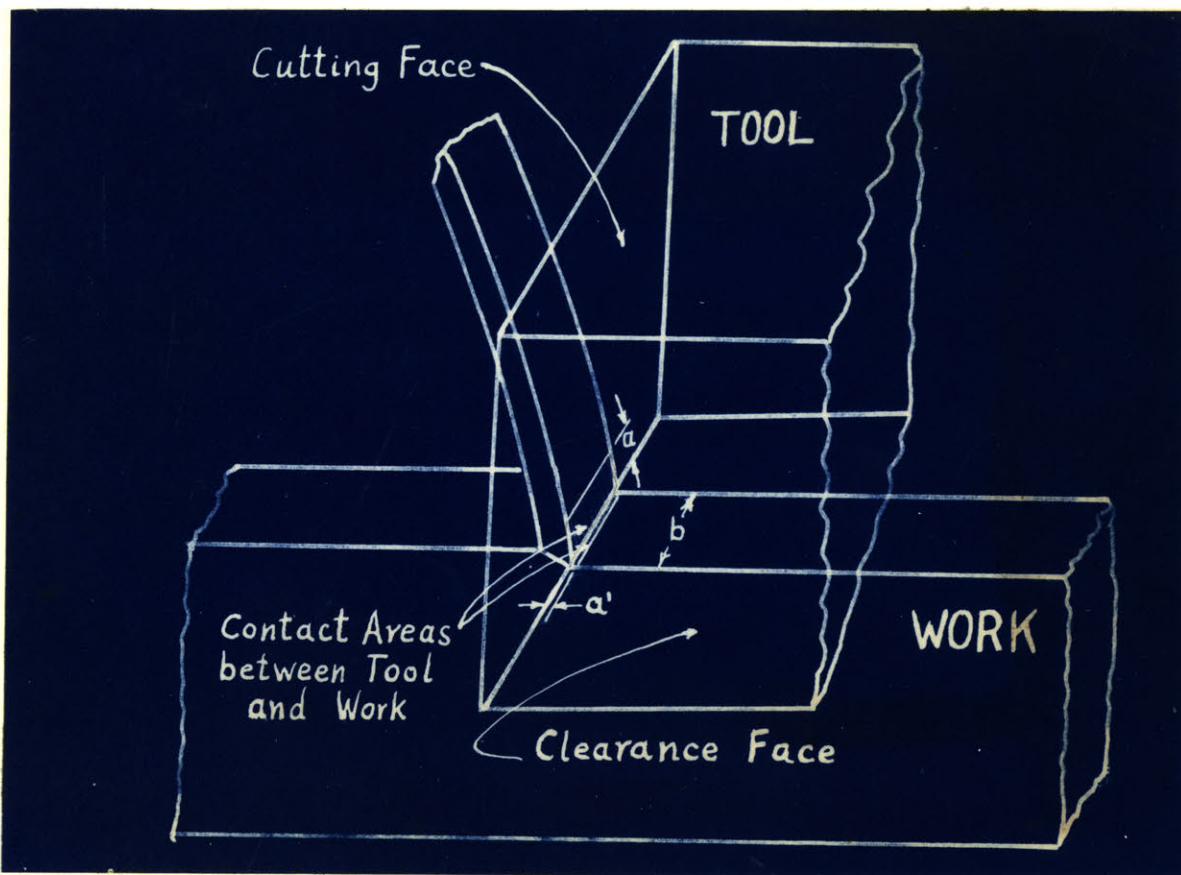 Cutting Face
TOOL
a
b
a'
Contact Areas
between Tool
and Work
WORK
Clearance Face